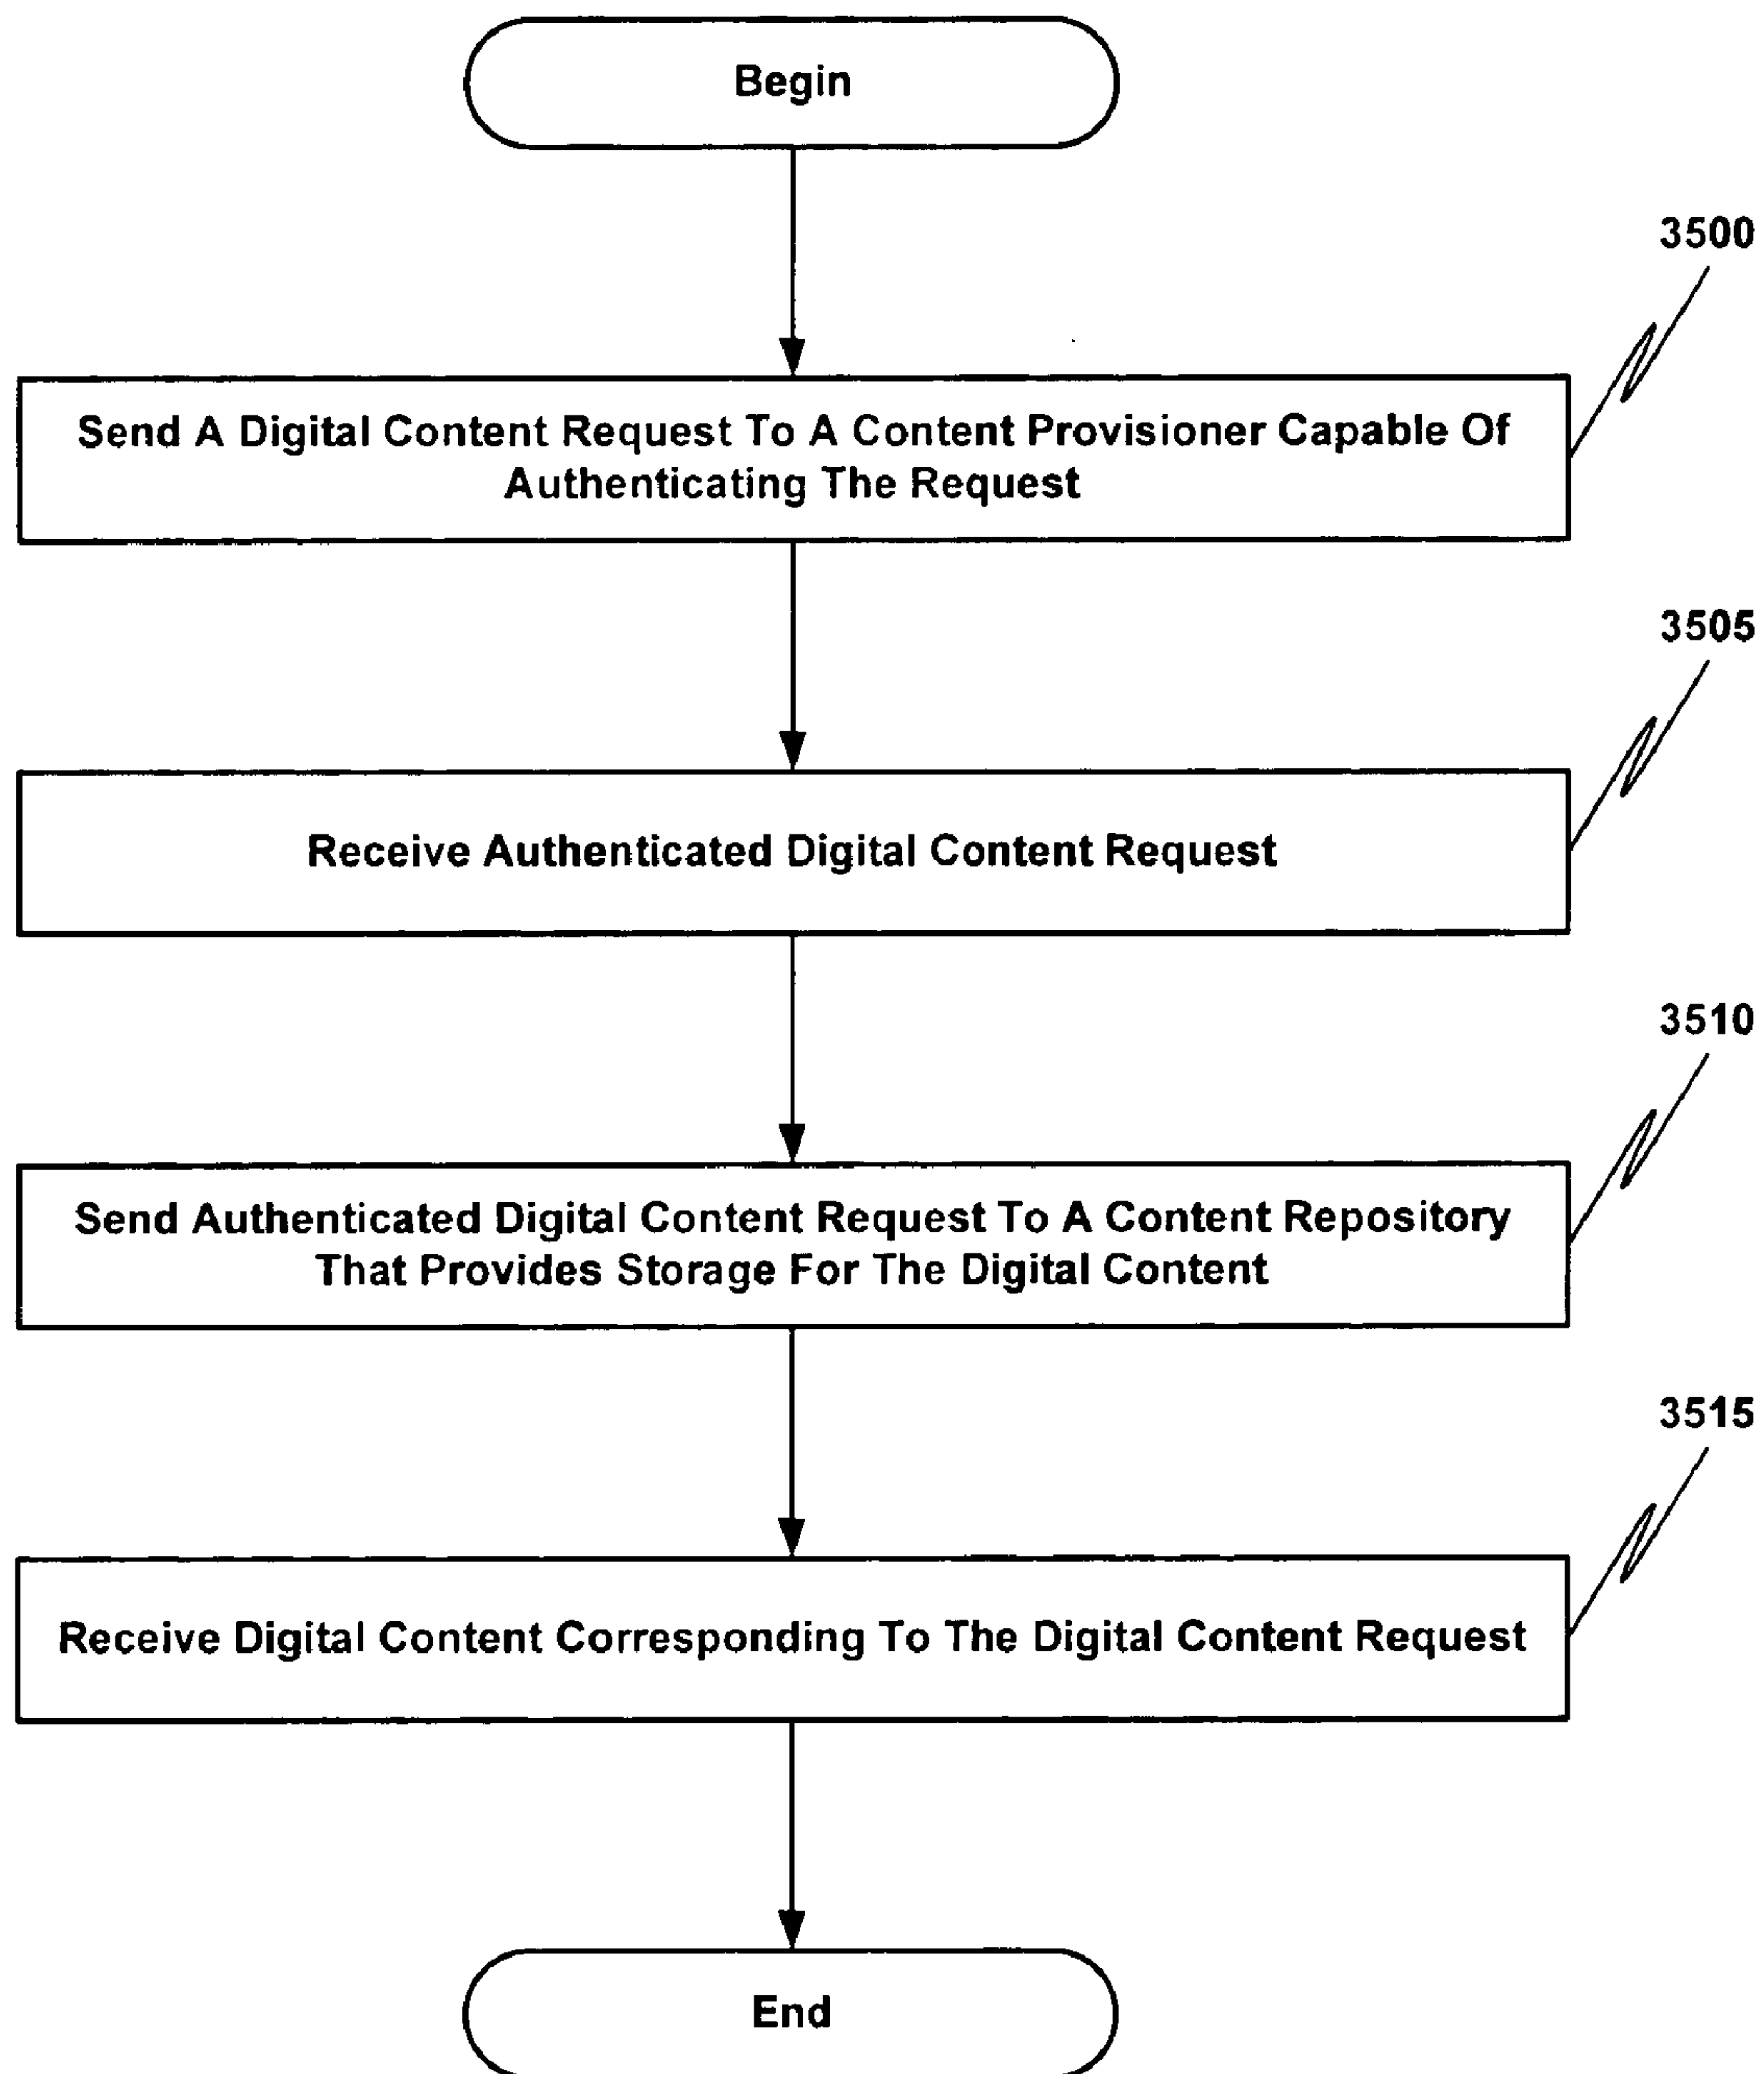 Begin
3500
Send A Digital Content Request To A Content Provisioner Capable Of
Authenticating The Request
3505
Receive Authenticated Digital Content Request
3510
Send Authenticated Digital Content Request To A Content Repository
That Provides Storage For The Digital Content
3515
Receive Digital Content Corresponding To The Digital Content Request
End